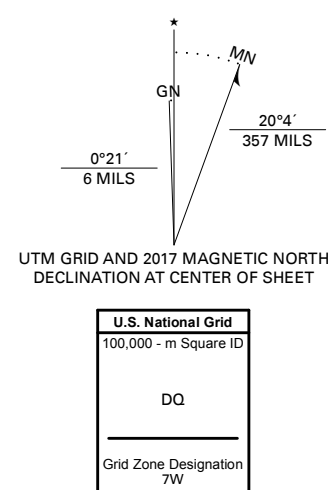 ★
MN
GN
20°4´
357 MILS
0°21´
6 MILS
UTM GRID AND 2017 MAGNETIC NORTH
DECLINATION AT CENTER OF SHEET
U.S. National Grid
100,000 - m Square ID
DQ
Grid Zone Designation
7W